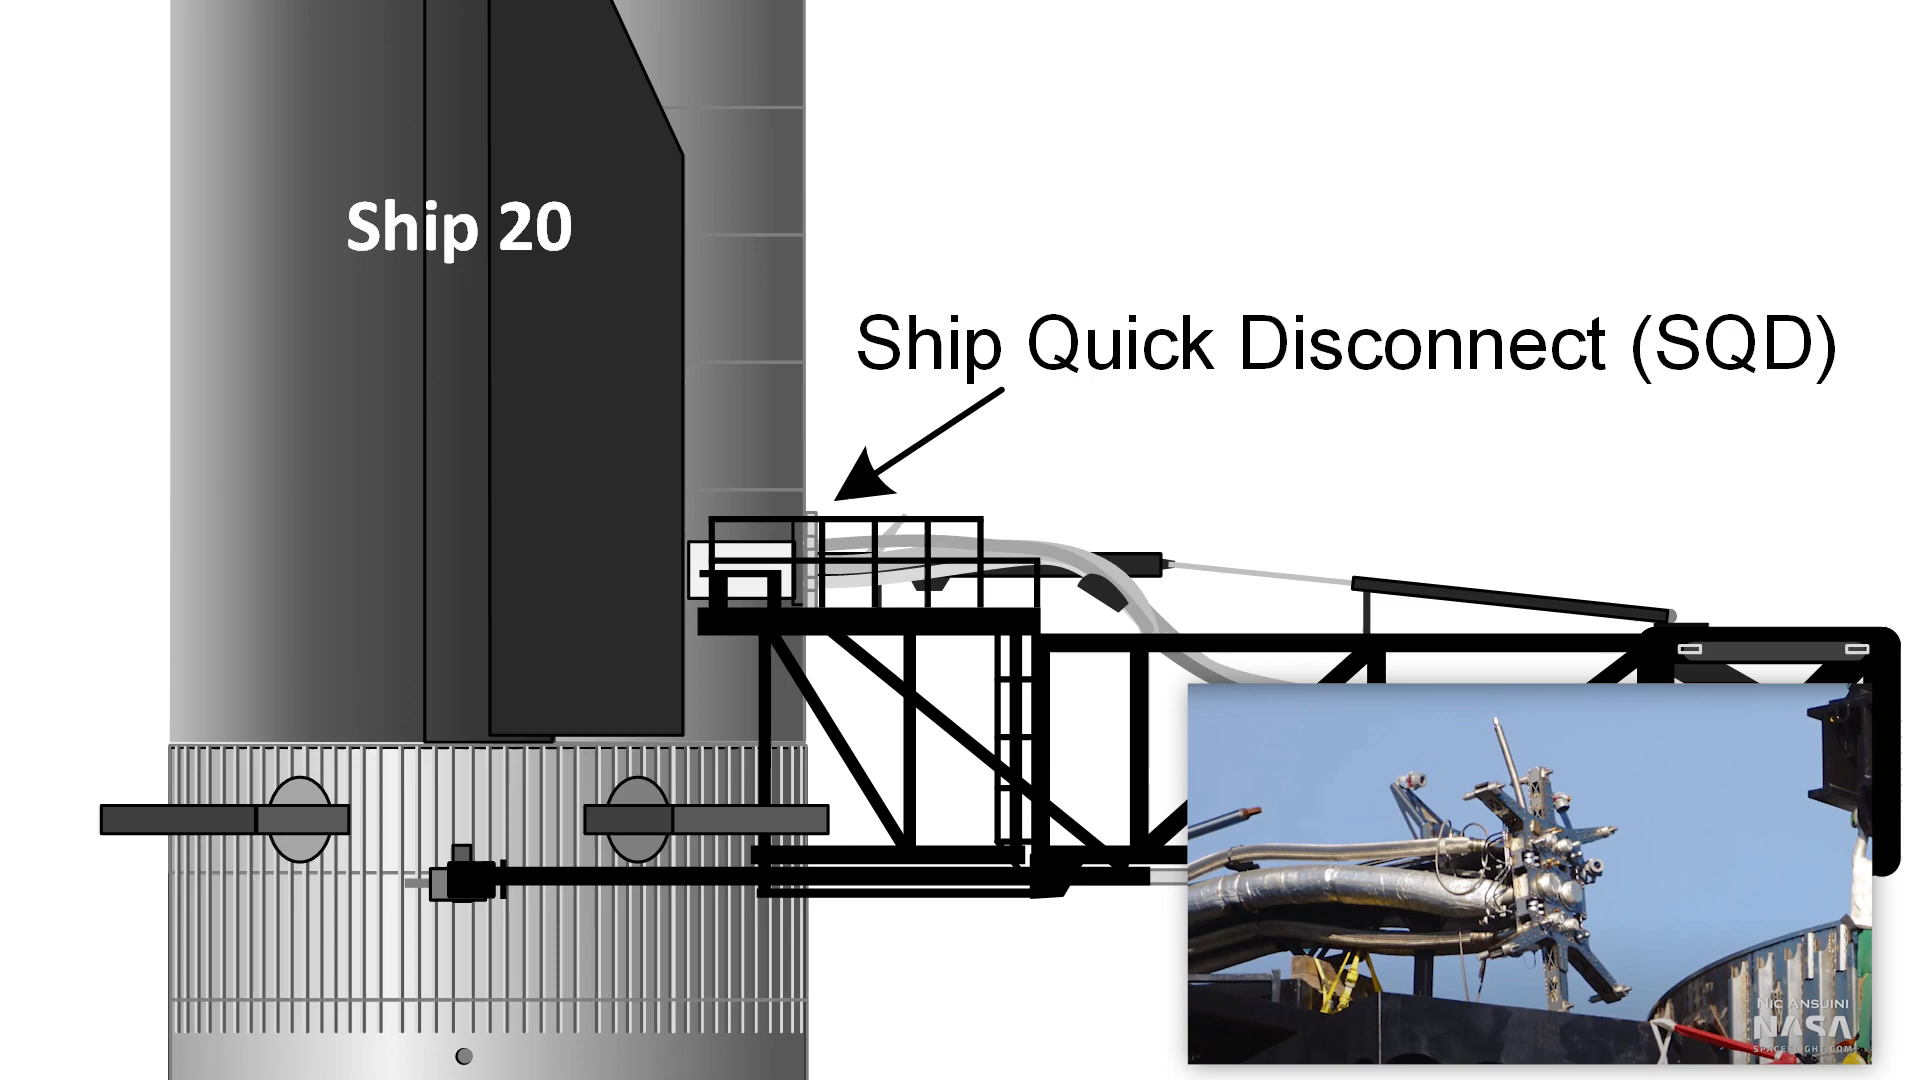 Ship 20
Ship Quick Disconnect (SQD)
Nic Ansuini
NASA
SPACEFLIGHT.COM